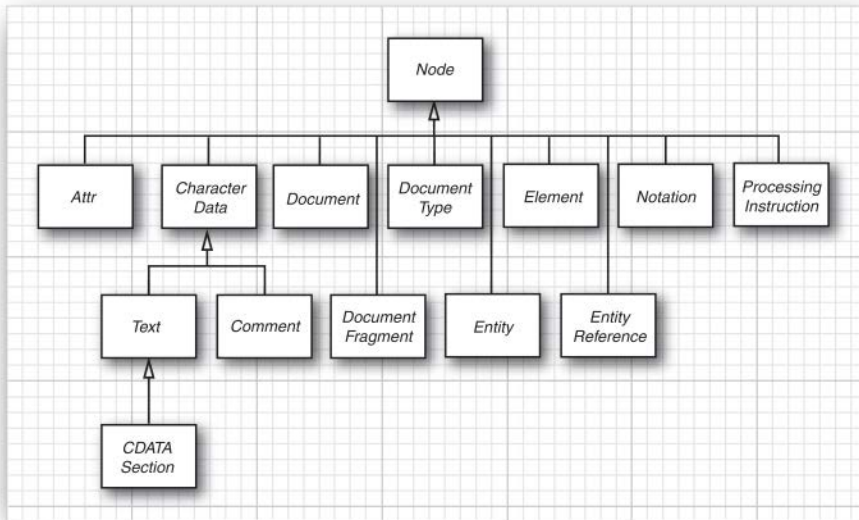 Node
Attr
Character
Data
Document
Document
Type
Element
Notation
Processing
Instruction
Text
Comment
Document
Fragment
Entity
Entity
Reference
CDATA
Section